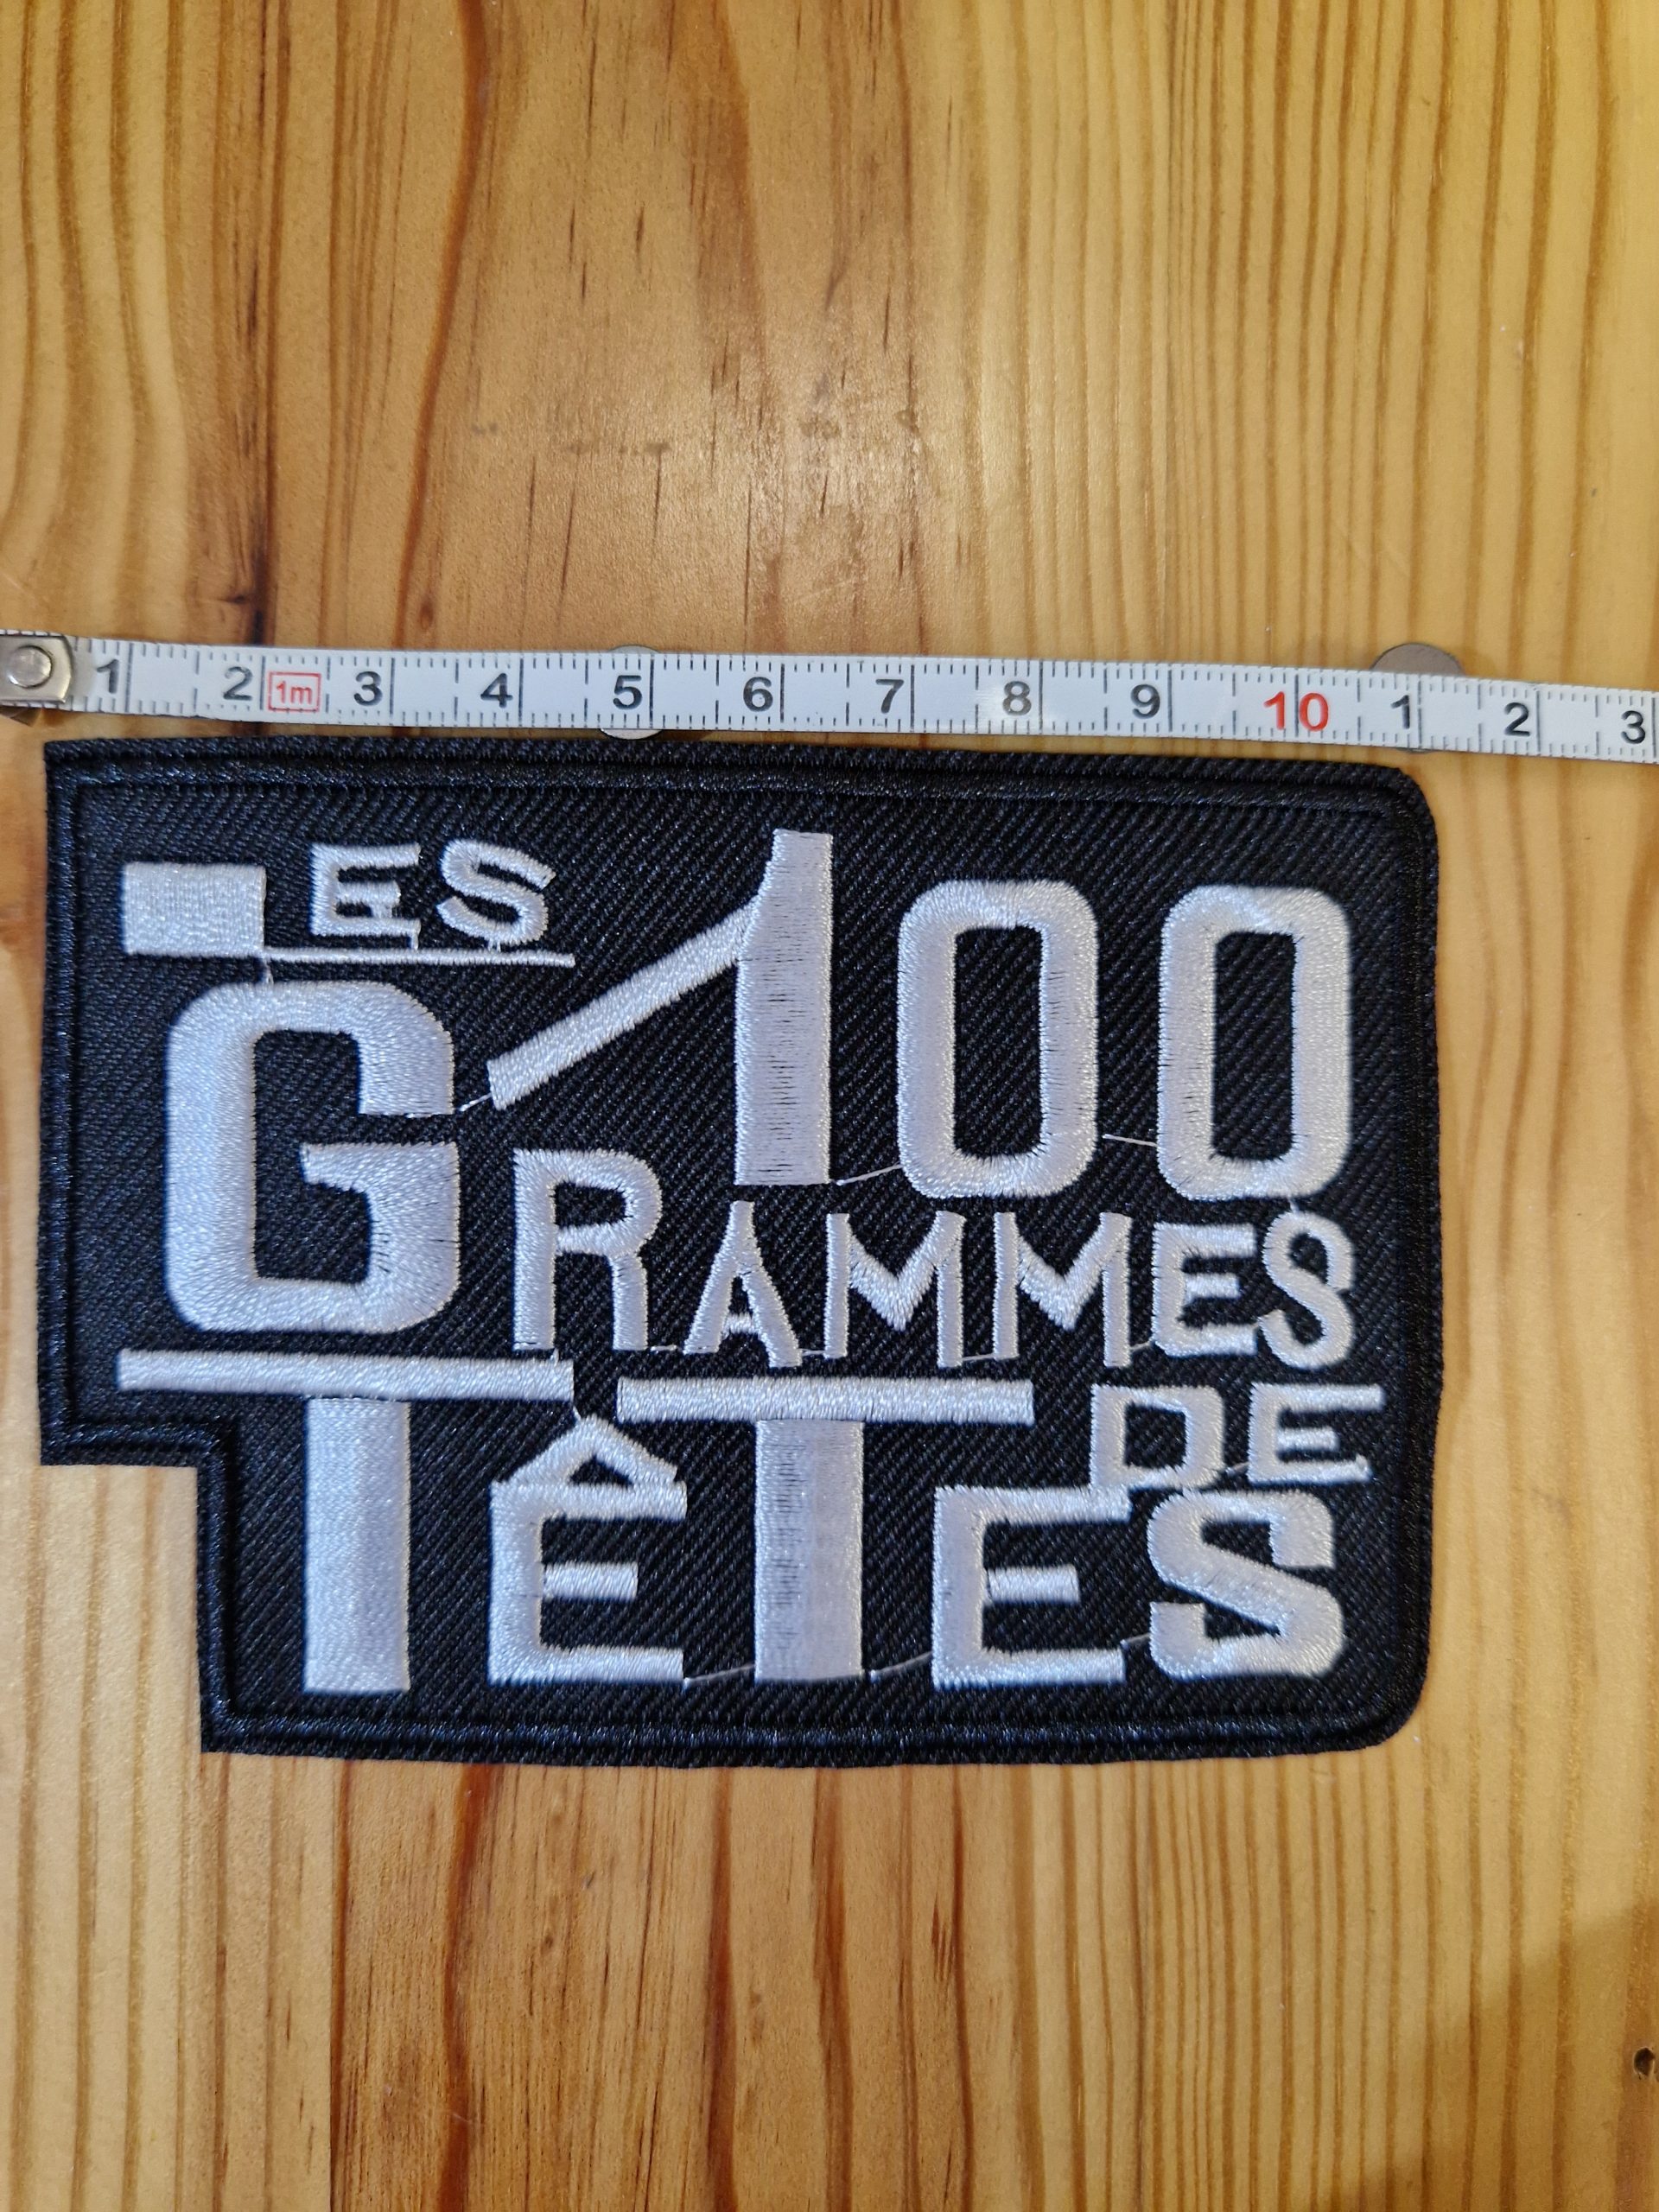 1 2 1m 3 4 5 6 7 8 9 10 1 2 3
LES 100
GRAMMES
DE
TÊTES